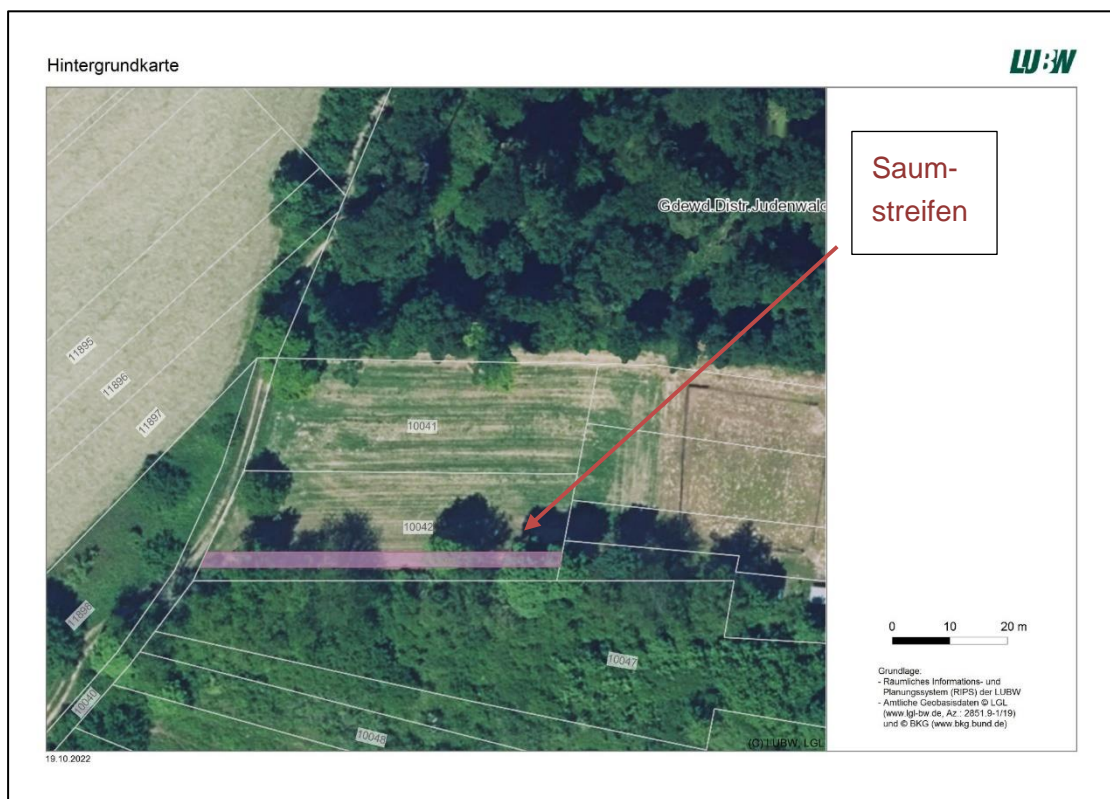 Hintergrundkarte
LUBW
Saum-
streifen
Gdewd.Distr.Judenwald
11895
11896
11897
10041
10042
11898
10047
10040
10048
(C) LUBW, LGL
0 10 20 m
Grundlage:
- Räumliches Informations- und
Planungssystem (RIPS) der LUBW
- Amtliche Geobasisdaten © LGL
(www.lgl-bw.de, Az.: 2851.9-1/19)
und © BKG (www.bkg.bund.de)
19.10.2022